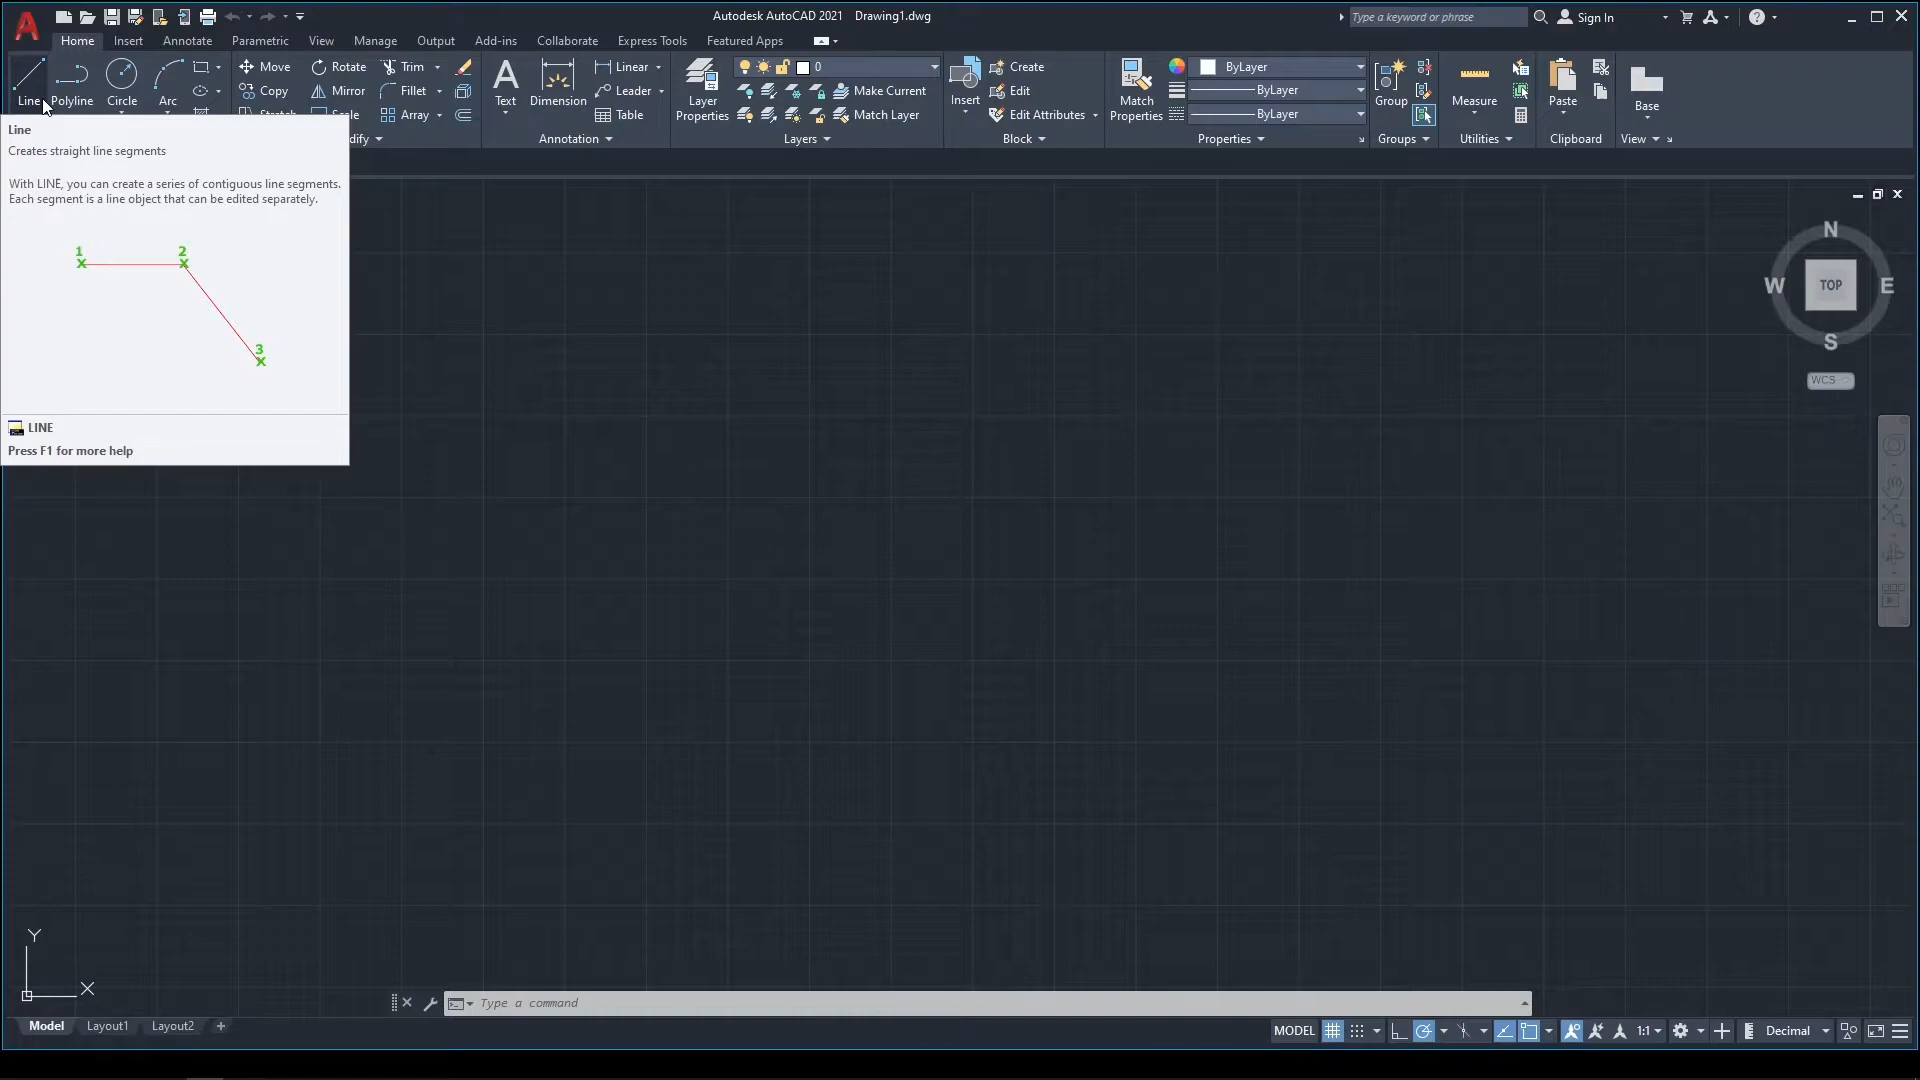 Autodesk AutoCAD 2021 Drawing1.dwg
Type a keyword or phrase
Sign In
Home Insert Annotate Parametric View Manage Output Add-ins Collaborate Express Tools Featured Apps
Line Polyline Circle Arc
Move Rotate Trim
Copy Mirror Fillet
Array
Text Dimension
Linear
Leader
Table
Annotation
Layer Properties
0
Make Current
Match Layer
Layers
Insert
Create
Edit
Edit Attributes
Block
Match Properties
ByLayer
ByLayer
ByLayer
Properties
Group
Groups
Measure
Utilities
Paste
Clipboard
Base
View
Line
Creates straight line segments
With LINE, you can create a series of contiguous line segments.
Each segment is a line object that can be edited separately.
1 2
3
LINE
Press F1 for more help
N
W TOP E
S
WCS
Y
X
Type a command
Model Layout1 Layout2 +
MODEL 1:1 Decimal